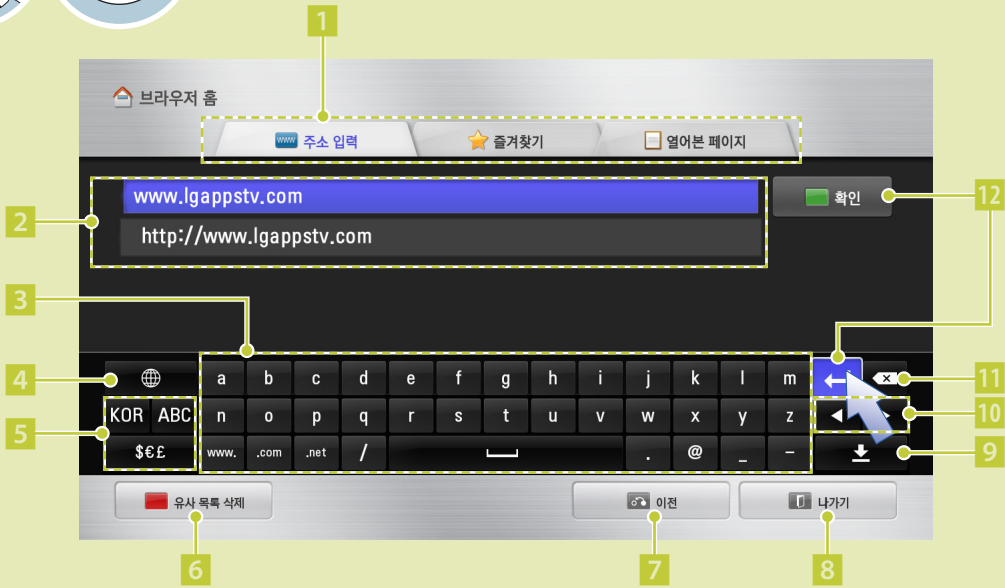 1
브라우저 홈
www 주소 입력 즐겨찾기 열어본 페이지
www.lgappstv.com
확인
12
2
http://www.lgappstv.com
3
4
a b c d e f g h i j k l m
11
KOR ABC
n o p q r s t u v w x y z
10
5
$€£
www. .com .net / . @ _ -
9
유사 목록 삭제
이전
나가기
6
7
8